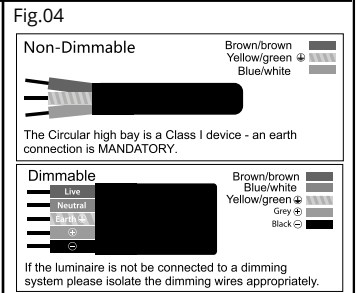 Fig.04
Non-Dimmable
Brown/brown
Yellow/green
Blue/white
The Circular high bay is a Class I device - an earth
connection is MANDATORY.
Dimmable
Brown/brown
Blue/white
Yellow/green
Grey +
Black −
Live
Neutral
Earth
+
−
If the luminaire is not be connected to a dimming
system please isolate the dimming wires appropriately.